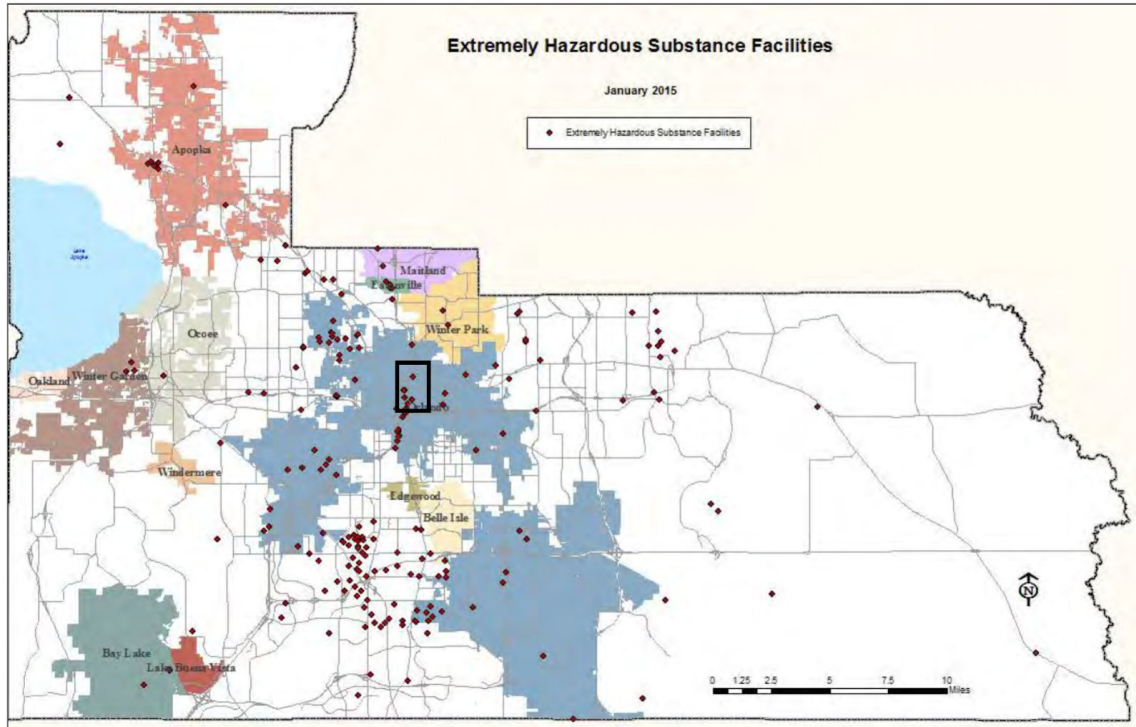 Extremely Hazardous Substance Facilities
January 2015
Extremely Hazardous Substance Facilities
Apopka
Lake
Apopka
Maitland
Eatonville
Ocoee
Winter Park
Oakland
Winter Garden
Orlando
Windermere
Edgewood
Belle Isle
N
Bay Lake
Lake Buena Vista
0 1.25 2.5 5 7.5 10
Miles